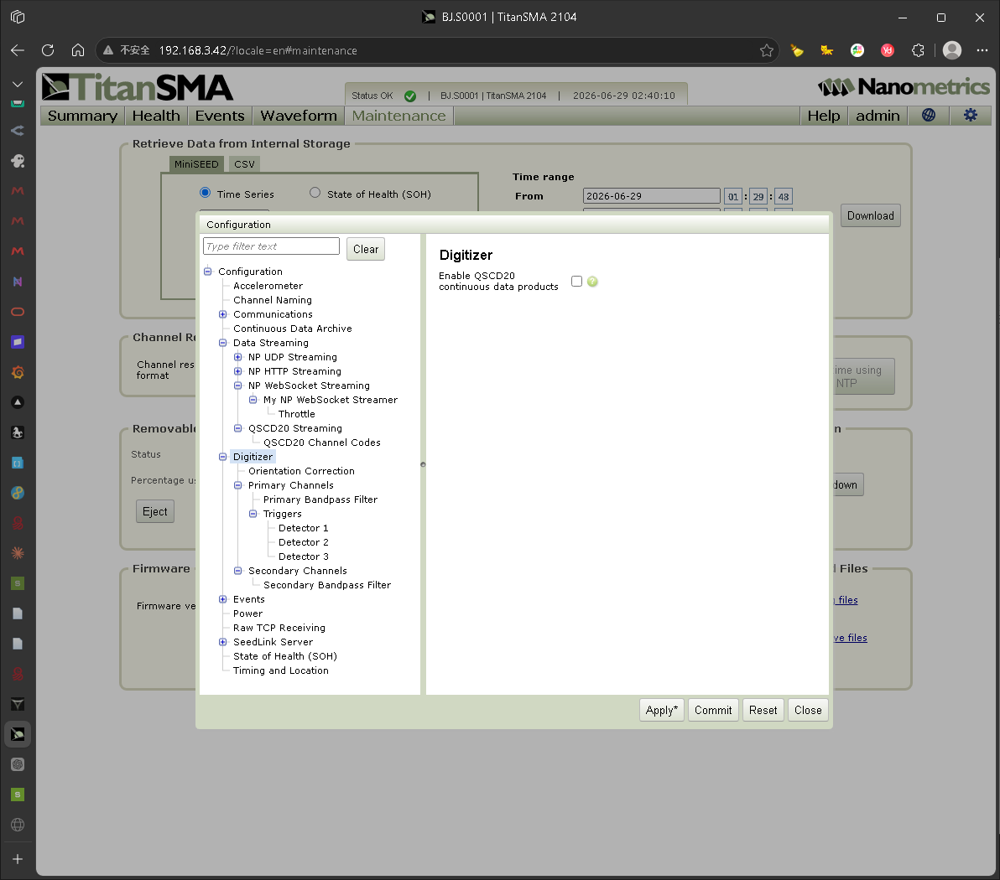 BJ.S0001 | TitanSMA 2104
不安全 192.168.3.42/?locale=en#maintenance
TitanSMA
Status OK | BJ.S0001 | TitanSMA 2104 | 2026-06-29 02:40:10
Nanometrics
Summary Health Events Waveform Maintenance Help admin
Retrieve Data from Internal Storage
MiniSEED CSV
Time Series State of Health (SOH)
Time range
From 2026-06-29 01 : 29 : 48
Download
Configuration
Type filter text Clear
Configuration
Accelerometer
Channel Naming
Communications
Continuous Data Archive
Data Streaming
NP UDP Streaming
NP HTTP Streaming
NP WebSocket Streaming
My NP WebSocket Streamer
Throttle
QSCD20 Streaming
QSCD20 Channel Codes
Digitizer
Orientation Correction
Primary Channels
Primary Bandpass Filter
Triggers
Detector 1
Detector 2
Detector 3
Secondary Channels
Secondary Bandpass Filter
Events
Power
Raw TCP Receiving
SeedLink Server
State of Health (SOH)
Timing and Location
Digitizer
Enable QSCD20
continuous data products
Apply* Commit Reset Close
Channel Re
Channel res
format
ime using
NTP
Removable
Status
Percentage us
Eject
n
down
Firmware
Firmware ve
d Files
g files
ve files